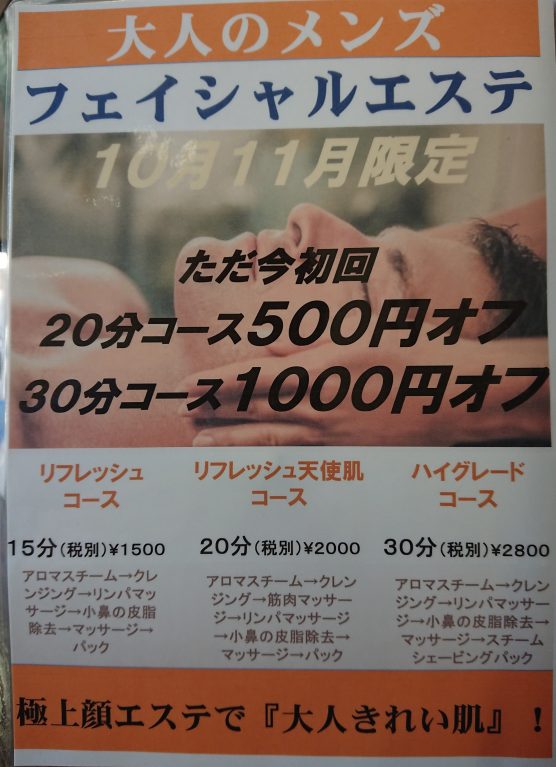 大人のメンズ
フェイシャルエステ
10月11月限定
ただ今初回
20分コース500円オフ
30分コース1000円オフ
リフレッシュ
コース
15分(税別)¥1500
アロマスチーム→クレ
ンジング→リンパマッ
サージ→小鼻の皮脂
除去→マッサージ→
パック
リフレッシュ天使肌
コース
20分(税別)¥2000
アロマスチーム→クレン
ジング→筋肉マッサー
ジ→リンパマッサージ
→小鼻の皮脂除去→
マッサージ→パック
ハイグレード
コース
30分(税別)¥2800
アロマスチーム→クレン
ジング→リンパマッサー
ジ→小鼻の皮脂除去→
マッサージ→スチーム
シェービングパック
極上顔エステで『大人きれい肌』！